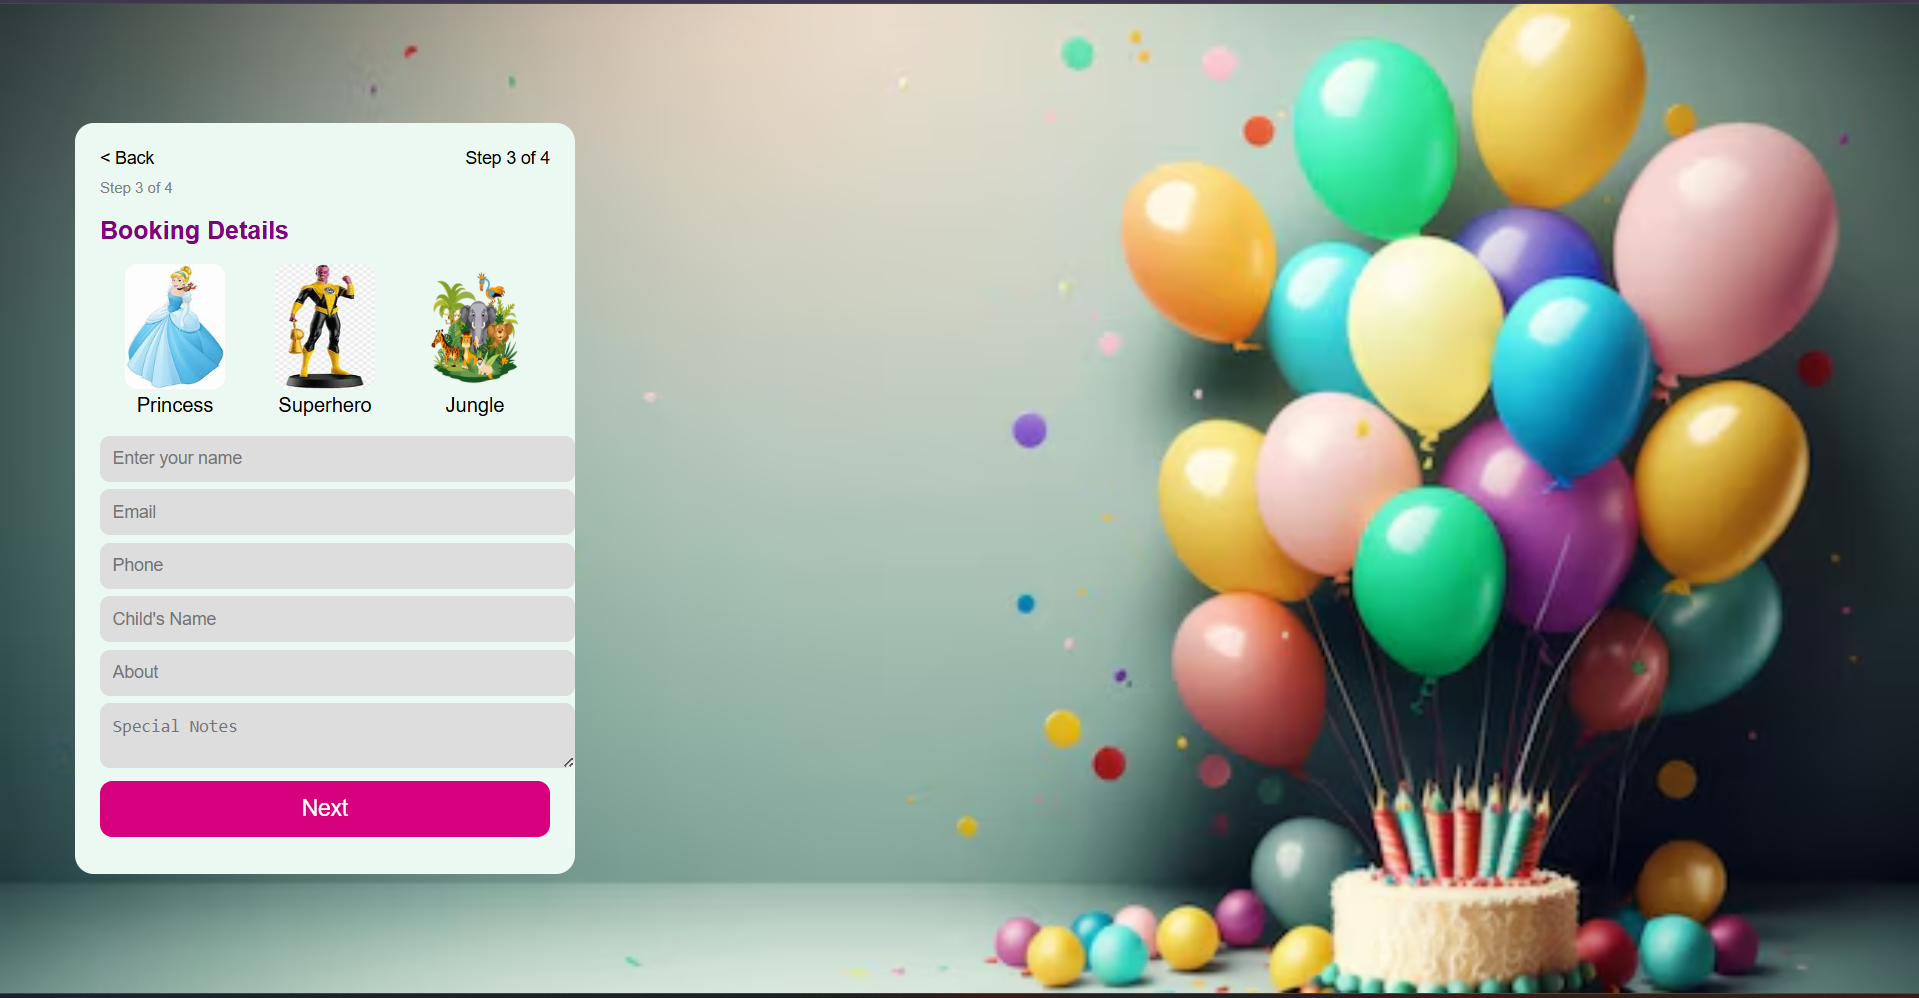 < Back
Step 3 of 4
Step 3 of 4
Booking Details
Princess
Superhero
Jungle
Enter your name
Email
Phone
Child's Name
About
Special Notes
Next